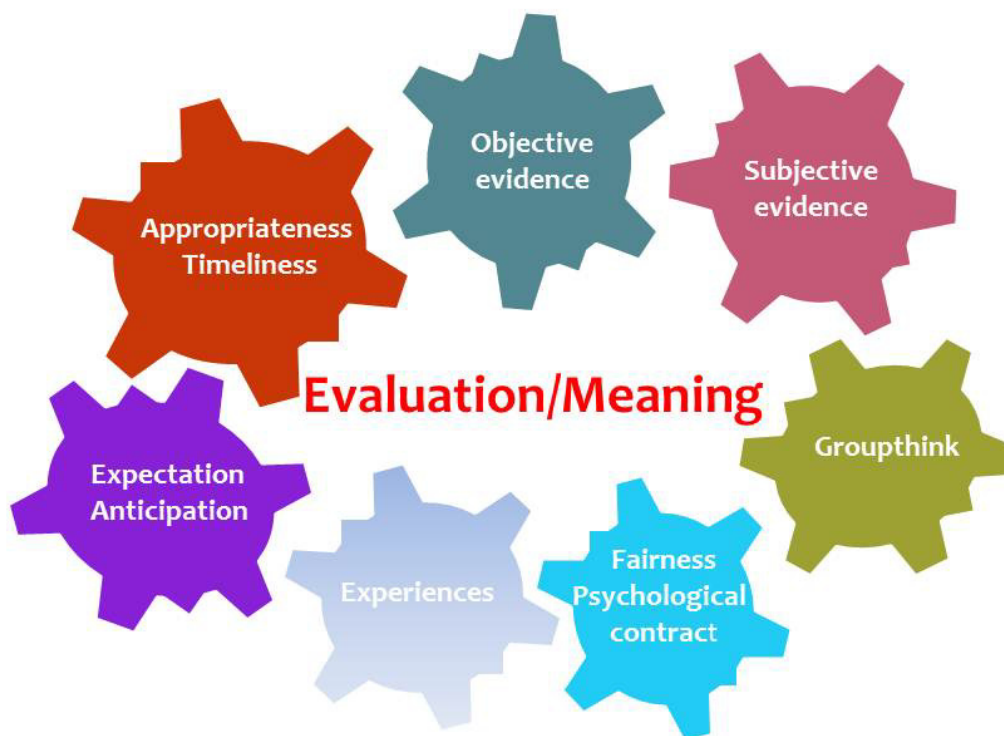 Objective
evidence
Subjective
evidence
Appropriateness
Timeliness
Evaluation/Meaning
Groupthink
Expectation
Anticipation
Experiences
Fairness
Psychological
contract